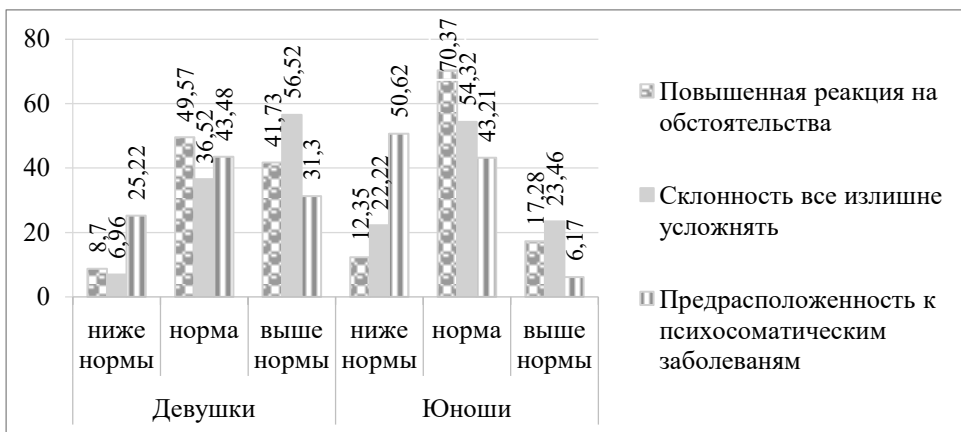 80
60
40
20
0
8,7
6,96
25,22
49,57
36,52
43,48
41,73
56,52
31,3
12,35
22,22
50,62
70,37
54,32
43,21
17,28
23,46
6,17
ниже нормы
норма
выше нормы
ниже нормы
норма
выше нормы
Девушки
Юноши
Повышенная реакция на
обстоятельства
Склонность все излишне
усложнять
Предрасположенность к
психосоматическим
заболеваням